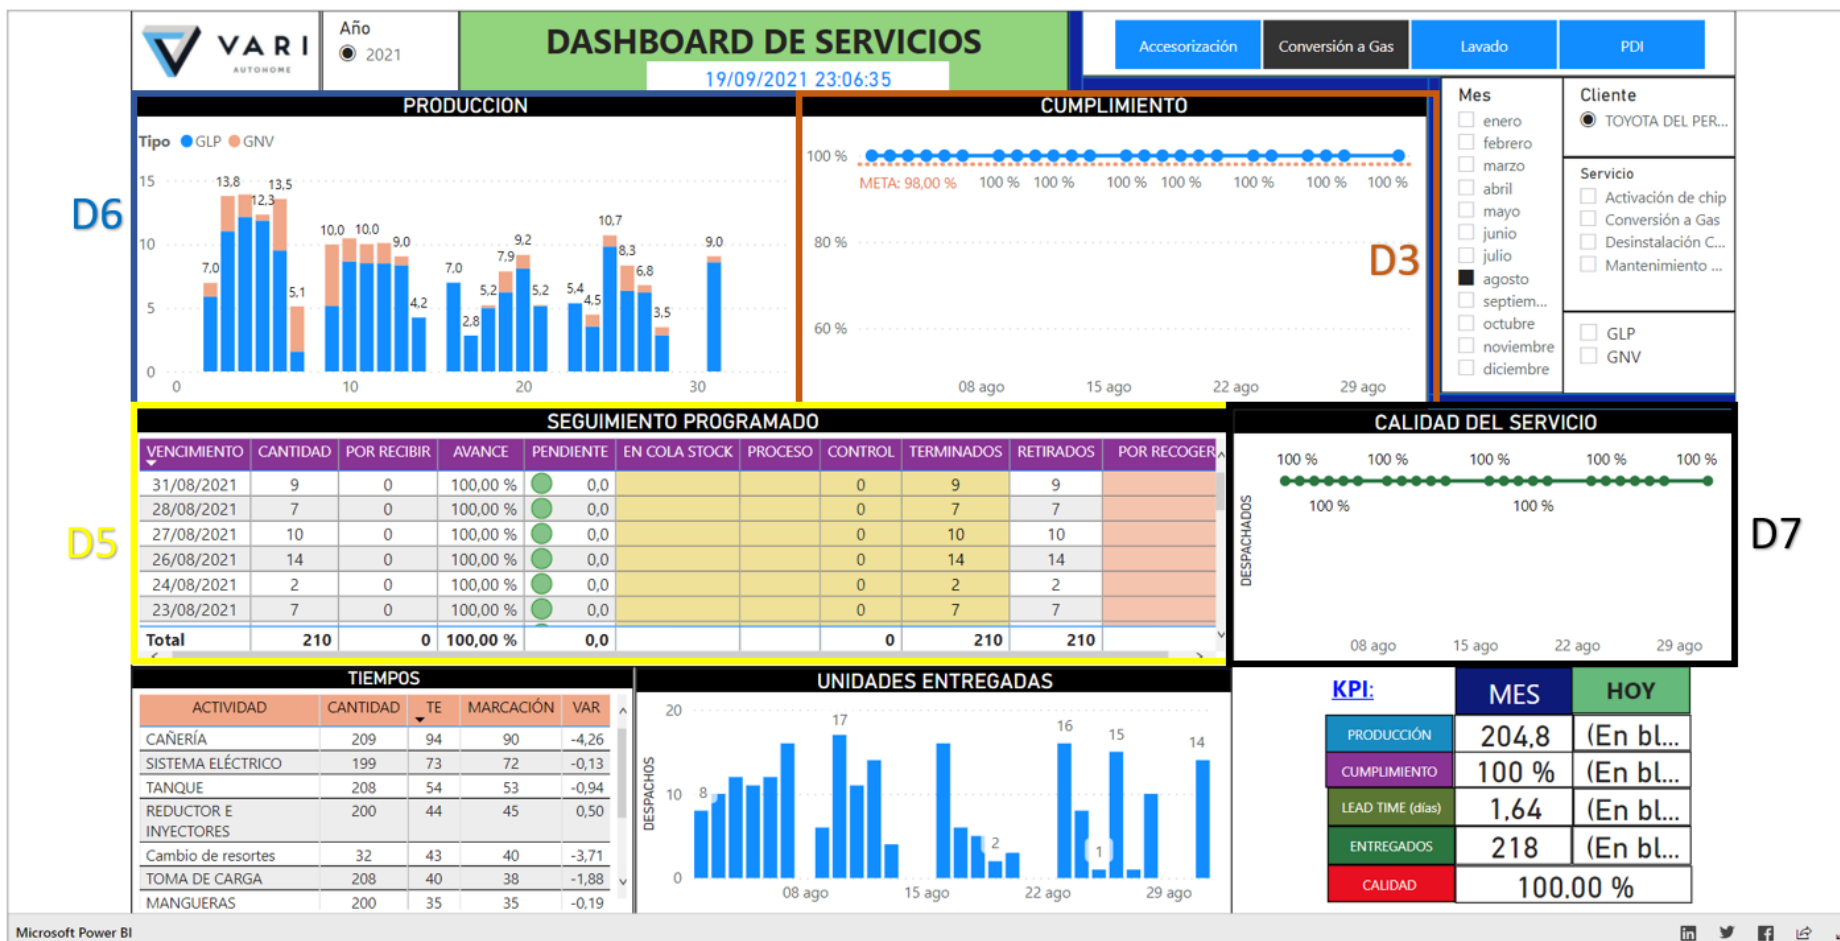 VARI
AUTOHOME
Año
2021
DASHBOARD DE SERVICIOS
19/09/2021 23:06:35
Accesorización
Conversión a Gas
Lavado
PDI
D6
PRODUCCION
Tipo GLP GNV
15
10
5
0
7,0
13,8
12,3
13,5
5,1
10,0
10,0
9,0
4,2
7,0
2,8
5,2
7,9
9,2
5,2
5,4
4,5
10,7
8,3
6,8
3,5
9,0
0 10 20 30
CUMPLIMIENTO
100 %
80 %
60 %
META: 98,00 %
100 % 100 % 100 % 100 % 100 % 100 % 100 %
08 ago 15 ago 22 ago 29 ago
D3
Mes
enero
febrero
marzo
abril
mayo
junio
julio
agosto
septiem...
octubre
noviembre
diciembre
Cliente
TOYOTA DEL PER...
Servicio
Activación de chip
Conversión a Gas
Desinstalación C...
Mantenimiento ...
GLP
GNV
D5
SEGUIMIENTO PROGRAMADO
VENCIMIENTO CANTIDAD POR RECIBIR AVANCE PENDIENTE EN COLA STOCK PROCESO CONTROL TERMINADOS RETIRADOS POR RECOGER
31/08/2021 9 0 100,00 % 0,0 0 9 9
28/08/2021 7 0 100,00 % 0,0 0 7 7
27/08/2021 10 0 100,00 % 0,0 0 10 10
26/08/2021 14 0 100,00 % 0,0 0 14 14
24/08/2021 2 0 100,00 % 0,0 0 2 2
23/08/2021 7 0 100,00 % 0,0 0 7 7
Total 210 0 100,00 % 0,0 0 210 210
CALIDAD DEL SERVICIO
100 % 100 % 100 % 100 % 100 %
100 % 100 %
DESPACHADOS
08 ago 15 ago 22 ago 29 ago
D7
TIEMPOS
ACTIVIDAD CANTIDAD TE MARCACIÓN VAR
CAÑERÍA 209 94 90 -4,26
SISTEMA ELÉCTRICO 199 73 72 -0,13
TANQUE 208 54 53 -0,94
REDUCTOR E 200 44 45 0,50
INYECTORES
Cambio de resortes 32 43 40 -3,71
TOMA DE CARGA 208 40 38 -1,88
MANGUERAS 200 35 35 -0,19
UNIDADES ENTREGADAS
DESPACHOS
20
10
0
8
17
2
16
1
15
14
08 ago 15 ago 22 ago 29 ago
KPI: MES HOY
PRODUCCIÓN 204,8 (En bl...
CUMPLIMIENTO 100 % (En bl...
LEAD TIME (días) 1,64 (En bl...
ENTREGADOS 218 (En bl...
CALIDAD 100,00 %
Microsoft Power BI